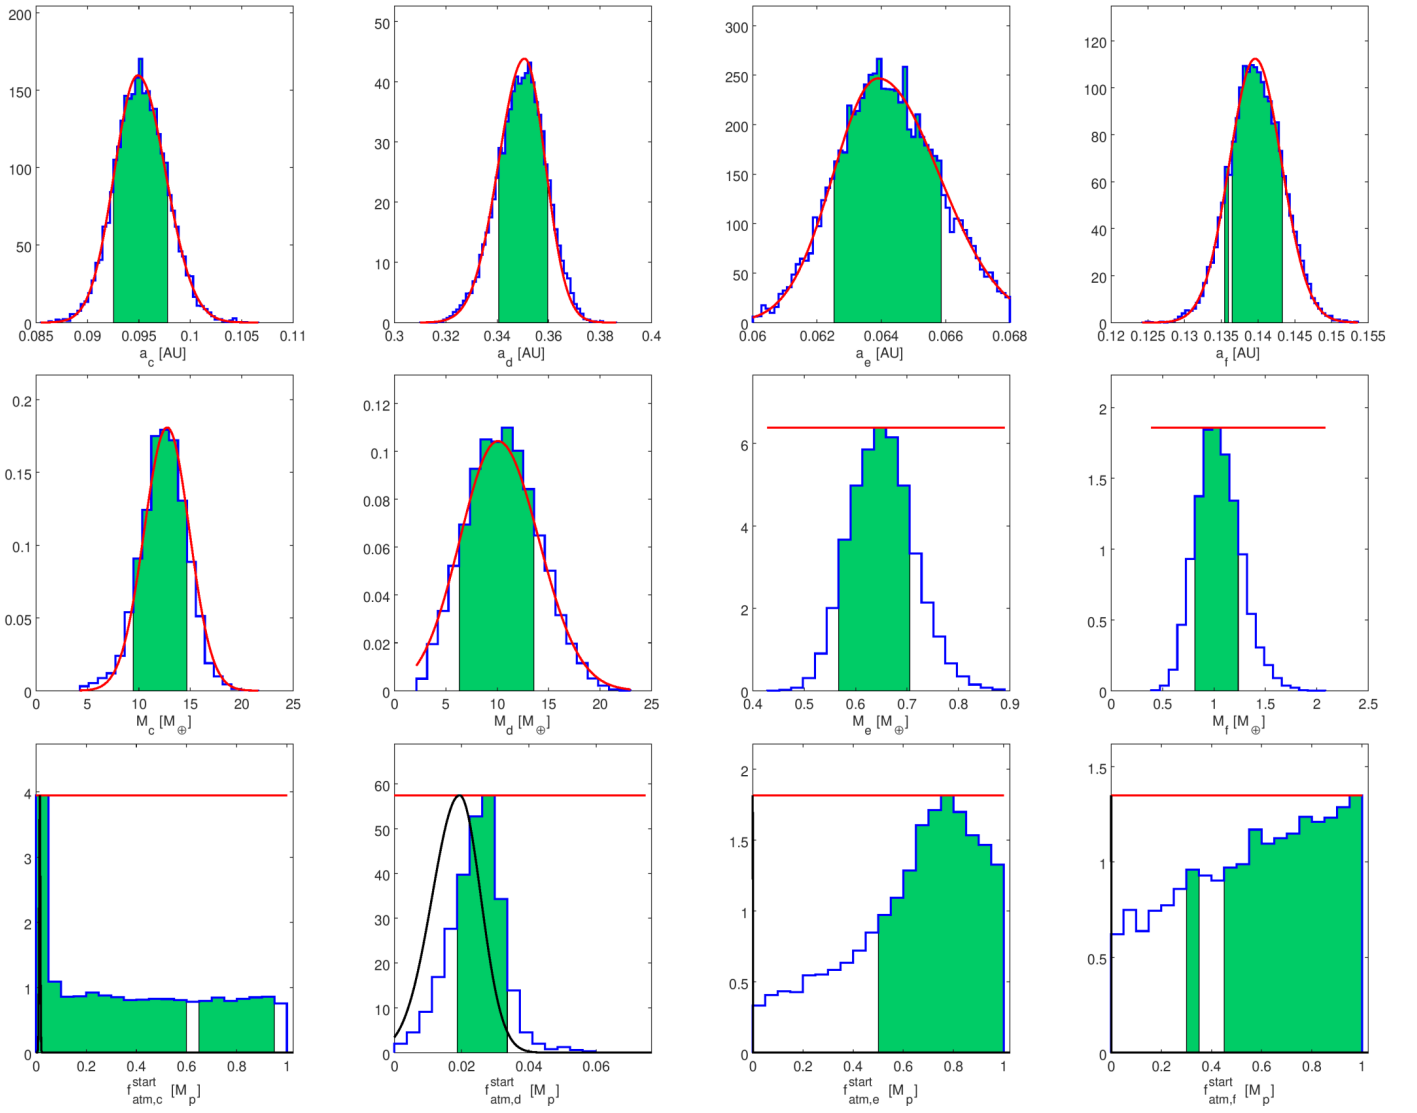 200
150
100
50
0
0.085 0.09 0.095 0.1 0.105 0.11
a_c [AU]
50
40
30
20
10
0
0.3 0.32 0.34 0.36 0.38 0.4
a_d [AU]
300
250
200
150
100
50
0
0.06 0.062 0.064 0.066 0.068
a_e [AU]
120
100
80
60
40
20
0
0.12 0.125 0.13 0.135 0.14 0.145 0.15 0.155
a_f [AU]
0.2
0.15
0.1
0.05
0
0 5 10 15 20 25
M_c [M_⊕]
0.12
0.1
0.08
0.06
0.04
0.02
0
0 5 10 15 20 25
M_d [M_⊕]
6
4
2
0
0.4 0.5 0.6 0.7 0.8 0.9
M_e [M_⊕]
2
1.5
1
0.5
0
0 0.5 1 1.5 2 2.5
M_f [M_⊕]
4
3
2
1
0
0 0.2 0.4 0.6 0.8 1
f_atm,c^start [M_p]
60
50
40
30
20
10
0
0 0.02 0.04 0.06
f_atm,d^start [M_p]
2
1.5
1
0.5
0
0 0.2 0.4 0.6 0.8 1
f_atm,e^start [M_p]
1.5
1
0.5
0
0 0.2 0.4 0.6 0.8 1
f_atm,f^start [M_p]